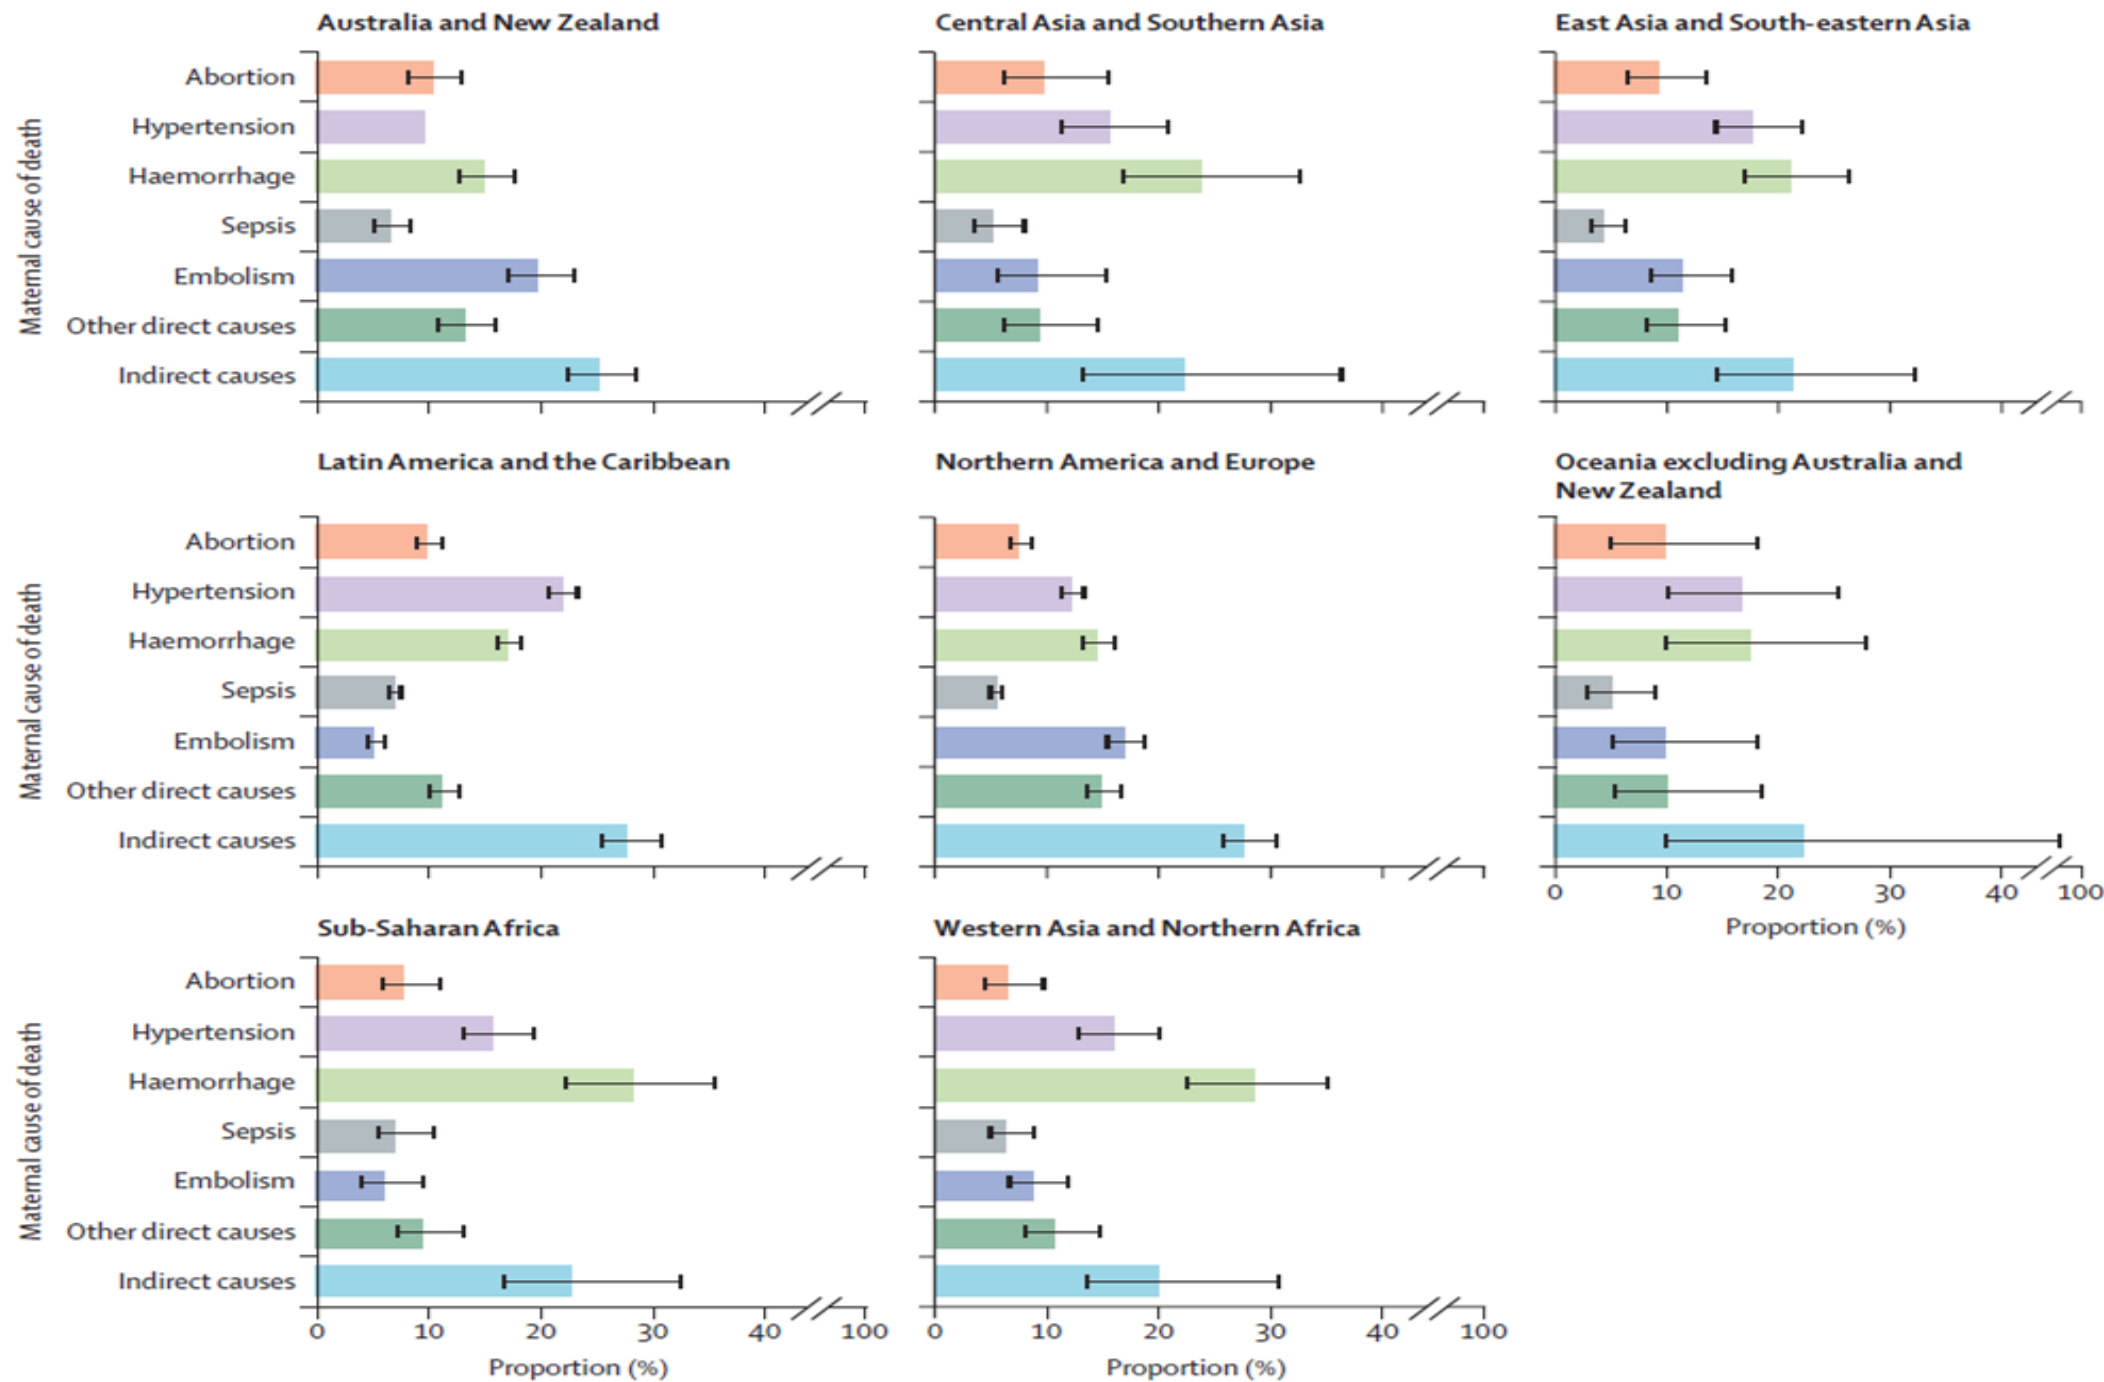 Australia and New Zealand
Central Asia and Southern Asia
East Asia and South-eastern Asia
Maternal cause of death
Abortion
Hypertension
Haemorrhage
Sepsis
Embolism
Other direct causes
Indirect causes
Latin America and the Caribbean
Northern America and Europe
Oceania excluding Australia and
New Zealand
Maternal cause of death
Abortion
Hypertension
Haemorrhage
Sepsis
Embolism
Other direct causes
Indirect causes
0 10 20 30 40 100
Proportion (%)
Sub-Saharan Africa
Western Asia and Northern Africa
Maternal cause of death
Abortion
Hypertension
Haemorrhage
Sepsis
Embolism
Other direct causes
Indirect causes
0 10 20 30 40 100
0 10 20 30 40 100
Proportion (%)
Proportion (%)